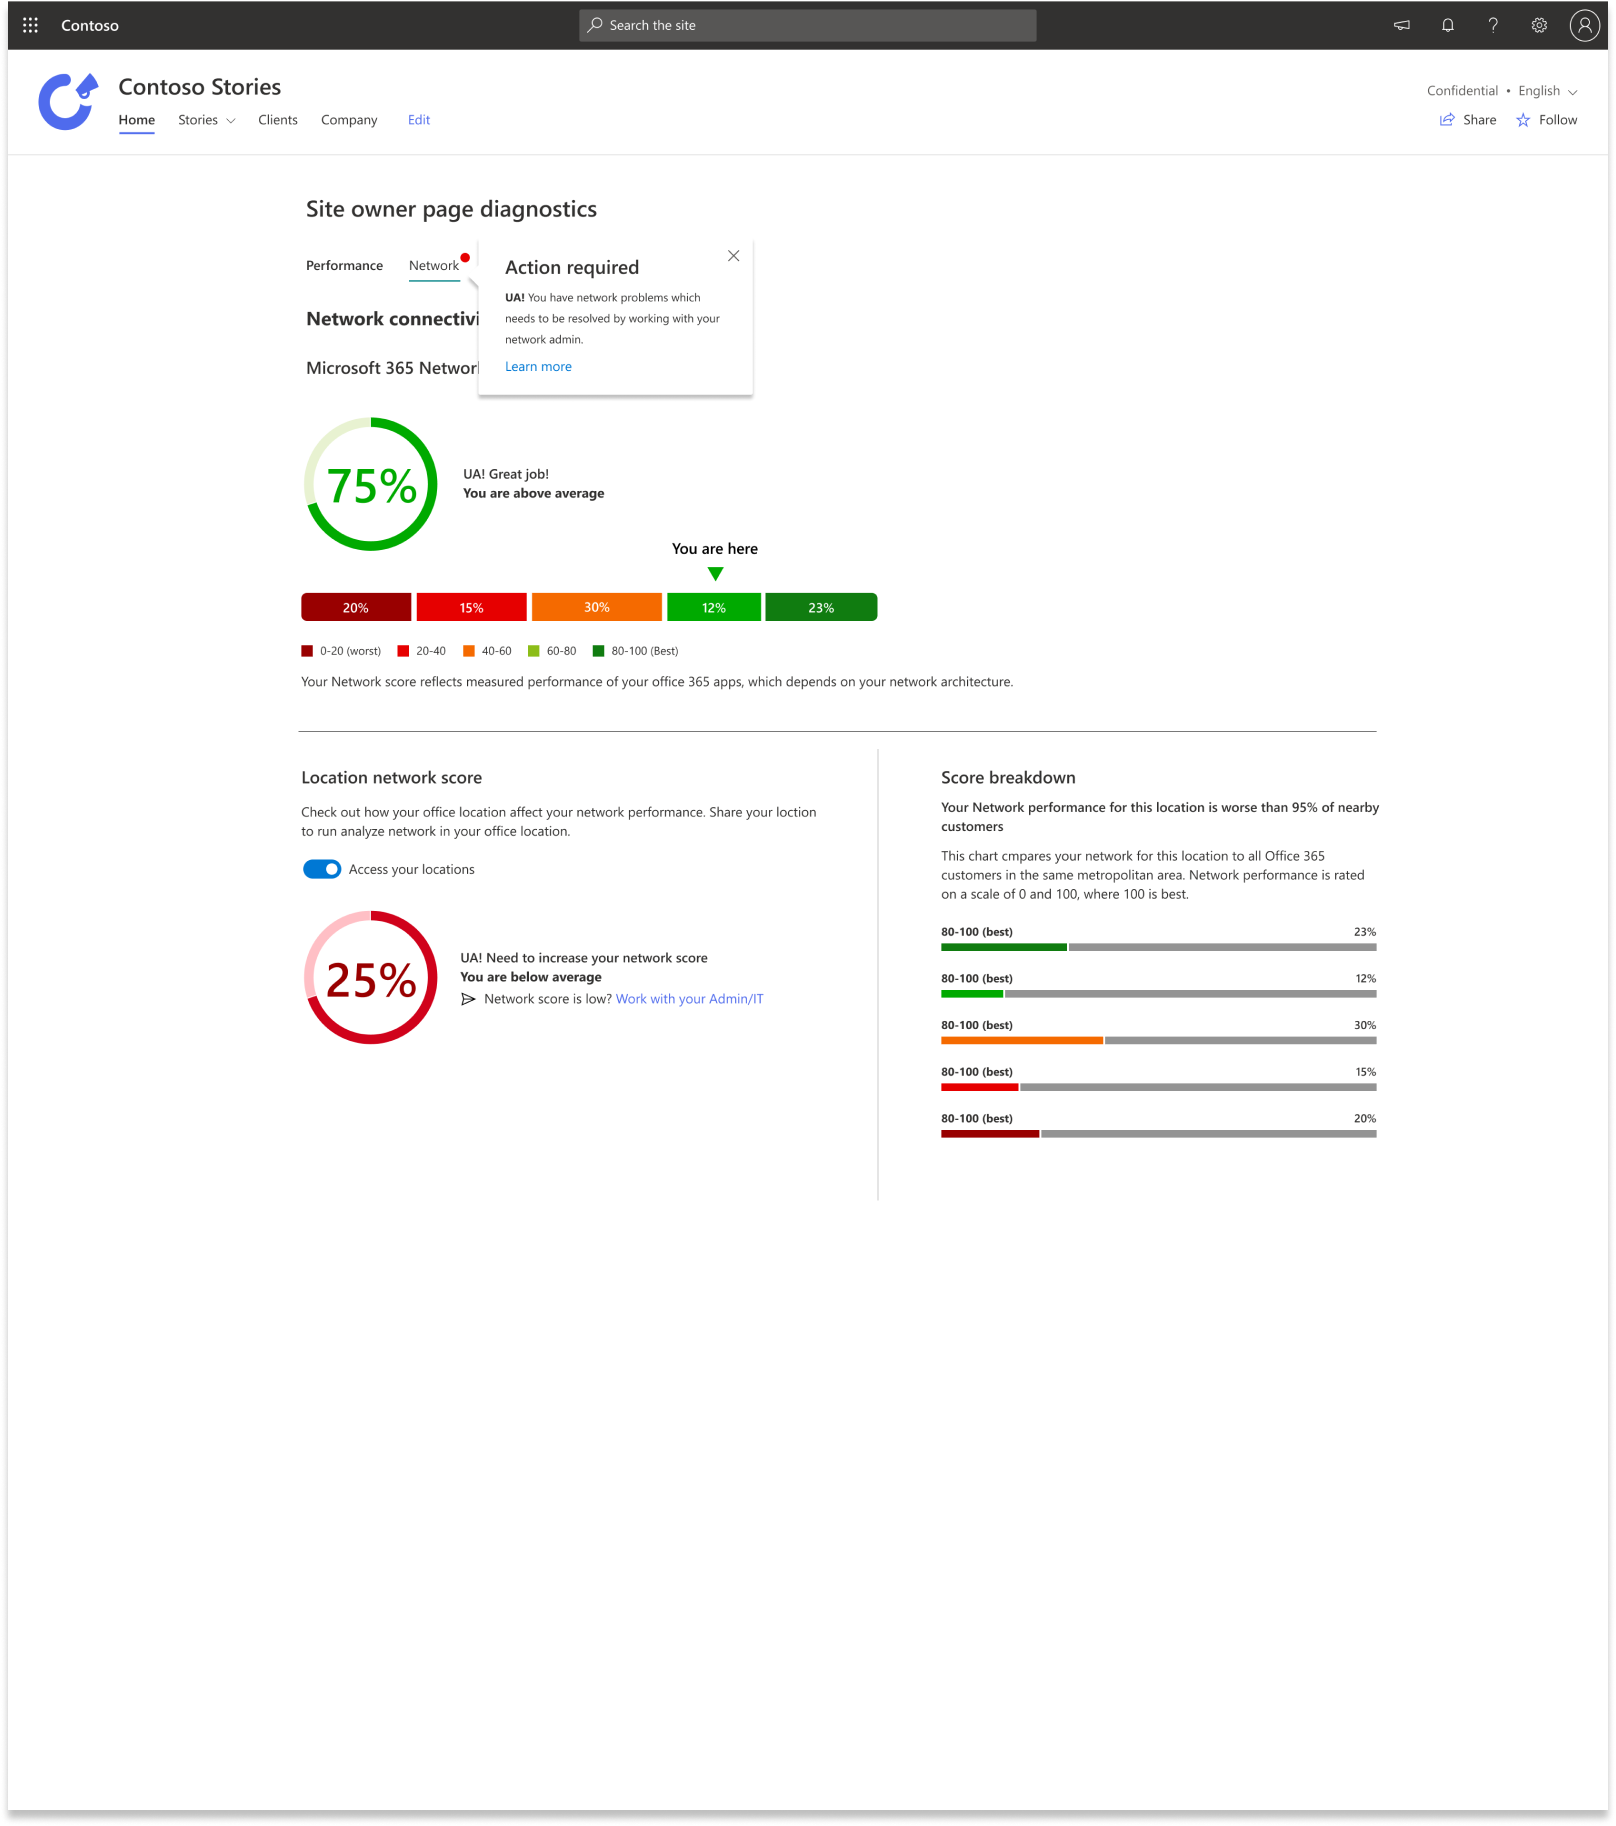 Contoso
Search the site
Contoso Stories
Confidential • English
Home Stories Clients Company Edit
Share Follow
Site owner page diagnostics
Performance Network
Action required
UA! You have network problems which
needs to be resolved by working with your
network admin.
Learn more
Network connectivi
Microsoft 365 Networ
75%
UA! Great job!
You are above average
You are here
20% 15% 30% 12% 23%
0-20 (worst) 20-40 40-60 60-80 80-100 (Best)
Your Network score reflects measured performance of your office 365 apps, which depends on your network architecture.
Location network score
Check out how your office location affect your network performance. Share your loction
to run analyze network in your office location.
Access your locations
25%
UA! Need to increase your network score
You are below average
Network score is low? Work with your Admin/IT
Score breakdown
Your Network performance for this location is worse than 95% of nearby
customers
This chart cmpares your network for this location to all Office 365
customers in the same metropolitan area. Network performance is rated
on a scale of 0 and 100, where 100 is best.
80-100 (best) 23%
80-100 (best) 12%
80-100 (best) 30%
80-100 (best) 15%
80-100 (best) 20%